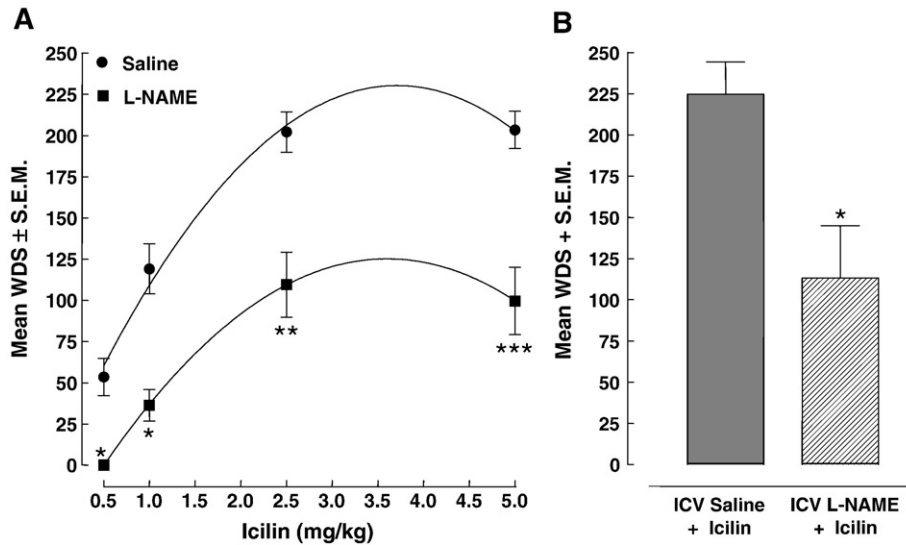 A
Mean WDS ± S.E.M.
250
225
200
175
150
125
100
75
50
25
0
Saline
L-NAME
*
*
**
***
0.5 1.0 1.5 2.0 2.5 3.0 3.5 4.0 4.5 5.0
Icilin (mg/kg)
B
Mean WDS + S.E.M.
250
225
200
175
150
125
100
75
50
25
0
*
ICV Saline
+ Icilin
ICV L-NAME
+ Icilin